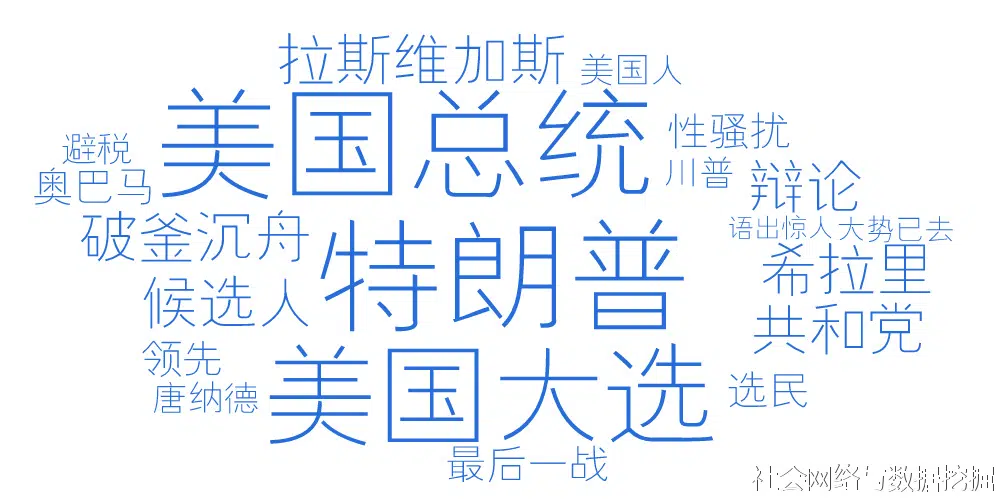 拉斯维加斯
美国人
美国总统
性骚扰
避税
川普
奥巴马
辩论
破釜沉舟
特朗普
语出惊人
大势已去
希拉里
候选人
共和党
领先
美国大选
选民
唐纳德
最后一战
社会网络与数据挖掘